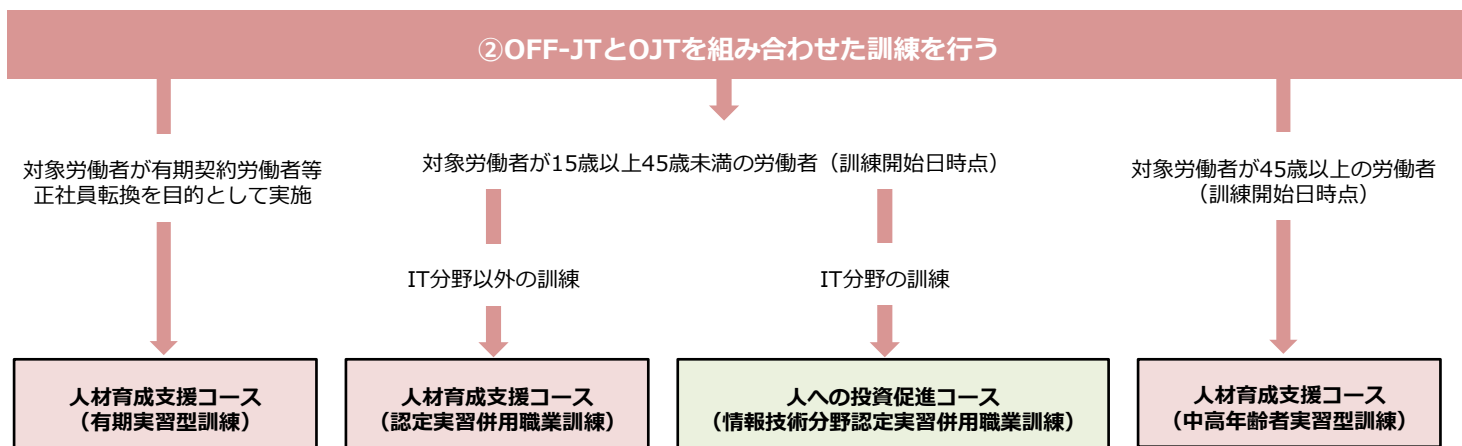 ②OFF-JTとOJTを組み合わせた訓練を行う
対象労働者が有期契約労働者等
正社員転換を目的として実施
対象労働者が15歳以上45歳未満の労働者（訓練開始日時点）
対象労働者が45歳以上の労働者
（訓練開始日時点）
IT分野以外の訓練
IT分野の訓練
人材育成支援コース
（有期実習型訓練）
人材育成支援コース
（認定実習併用職業訓練）
人への投資促進コース
（情報技術分野認定実習併用職業訓練）
人材育成支援コース
（中高年齢者実習型訓練）